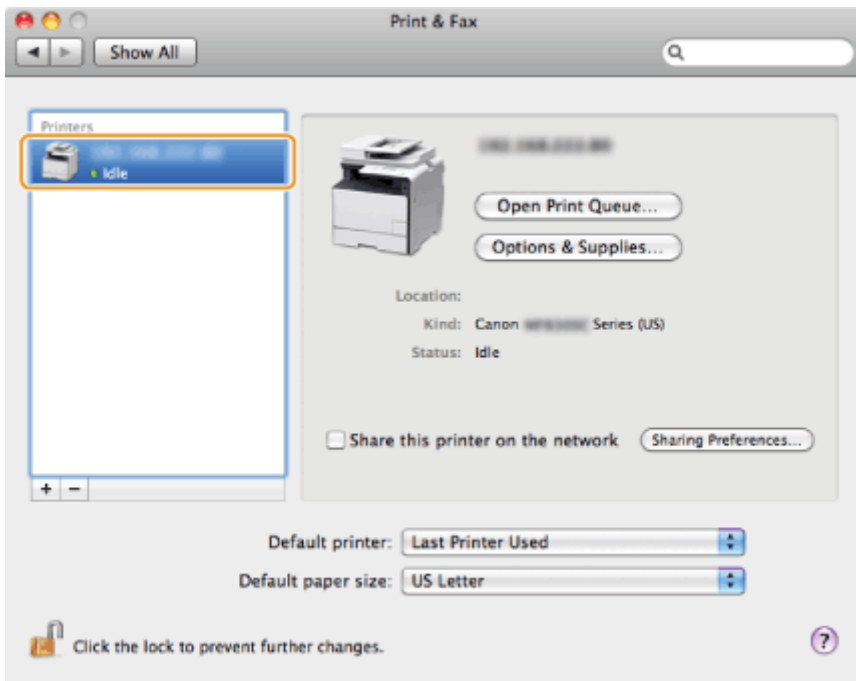 Print & Fax
Show All
Printers
Idle
Open Print Queue...
Options & Supplies...
Location:
Kind: Canon Series (US)
Status: Idle
Share this printer on the network
Sharing Preferences...
+ −
Default printer: Last Printer Used
Default paper size: US Letter
Click the lock to prevent further changes.
?